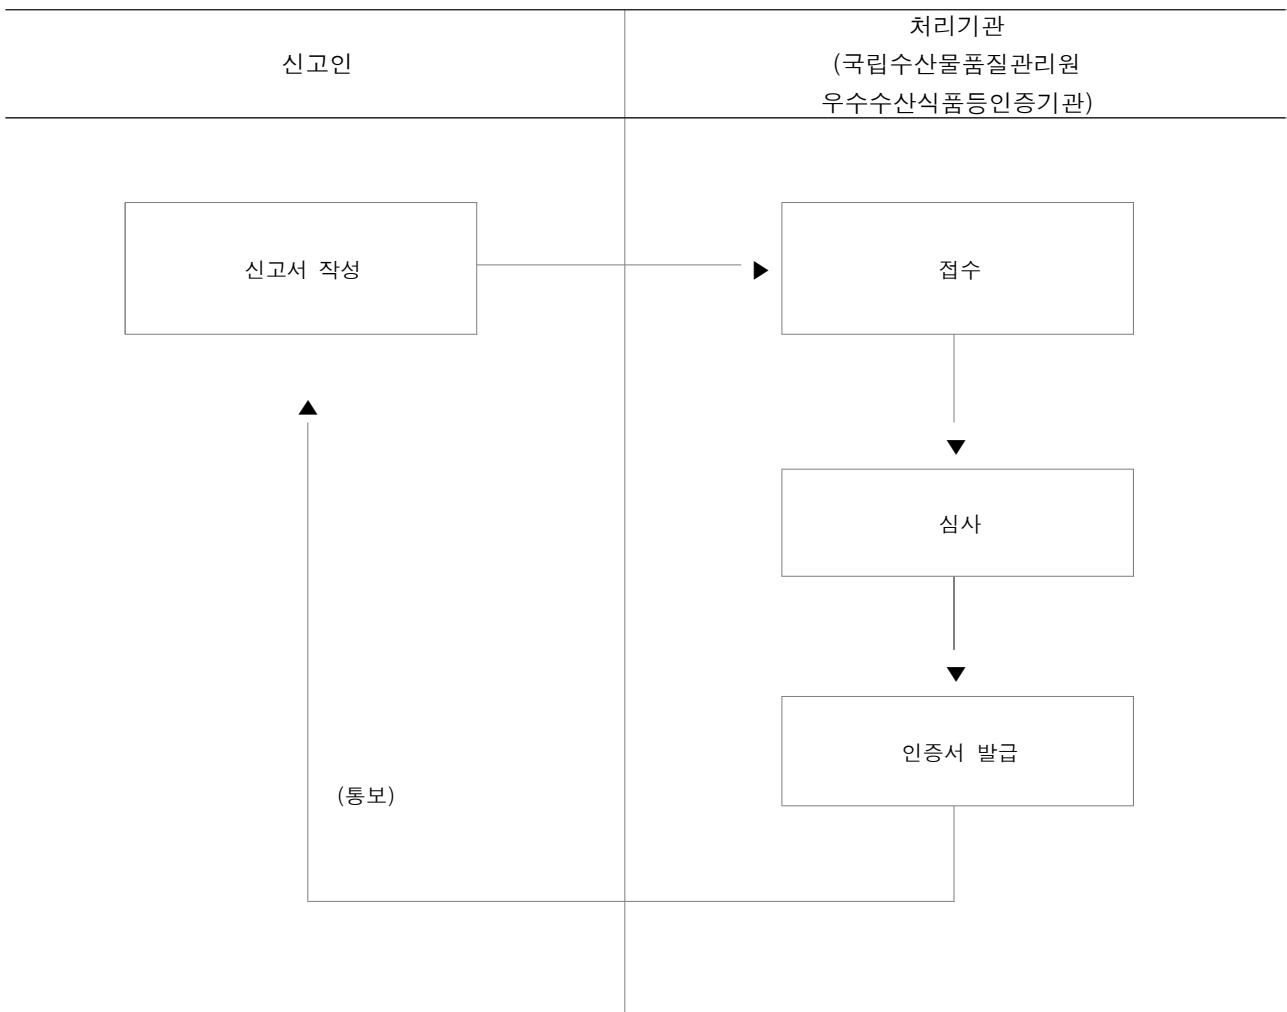 신고인
처리기관
(국립수산물품질관리원
우수수산식품등인증기관)
신고서 작성
접수
심사
인증서 발급
(통보)